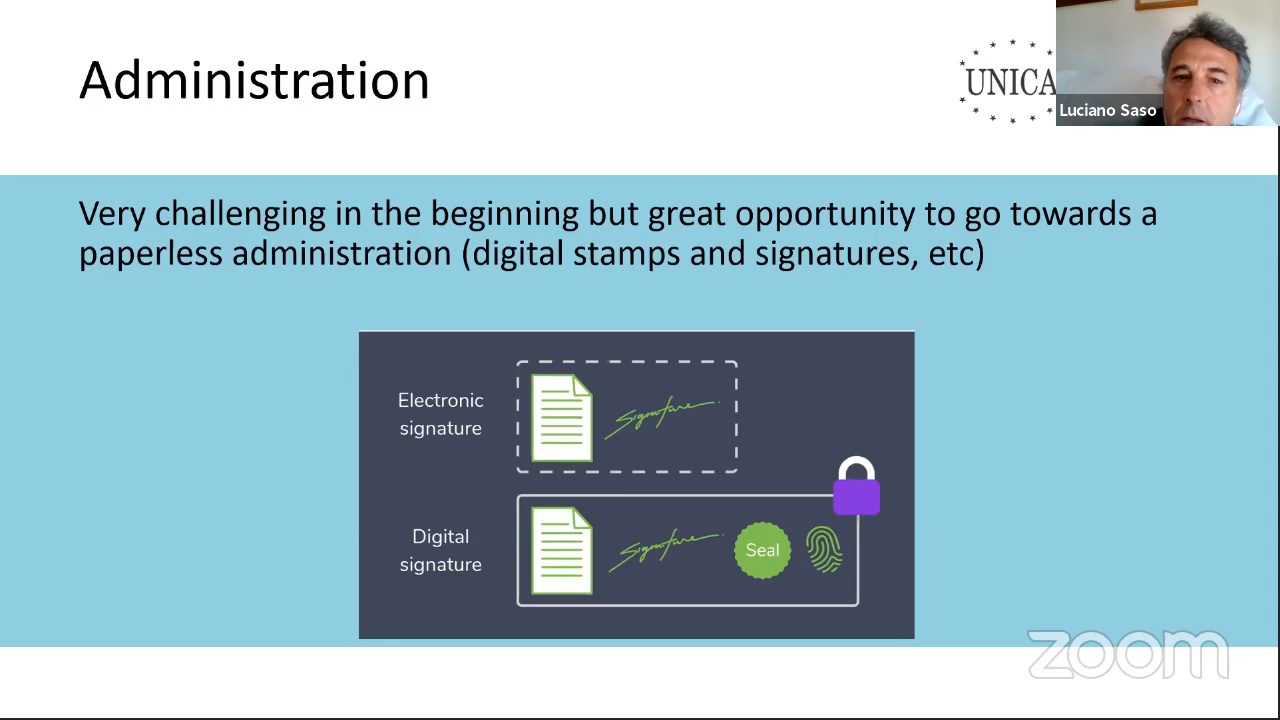 Administration
UNICA
Luciano Saso
Very challenging in the beginning but great opportunity to go towards a
paperless administration (digital stamps and signatures, etc)
Electronic
signature
Signature
Digital
signature
Signature
Seal
zoom